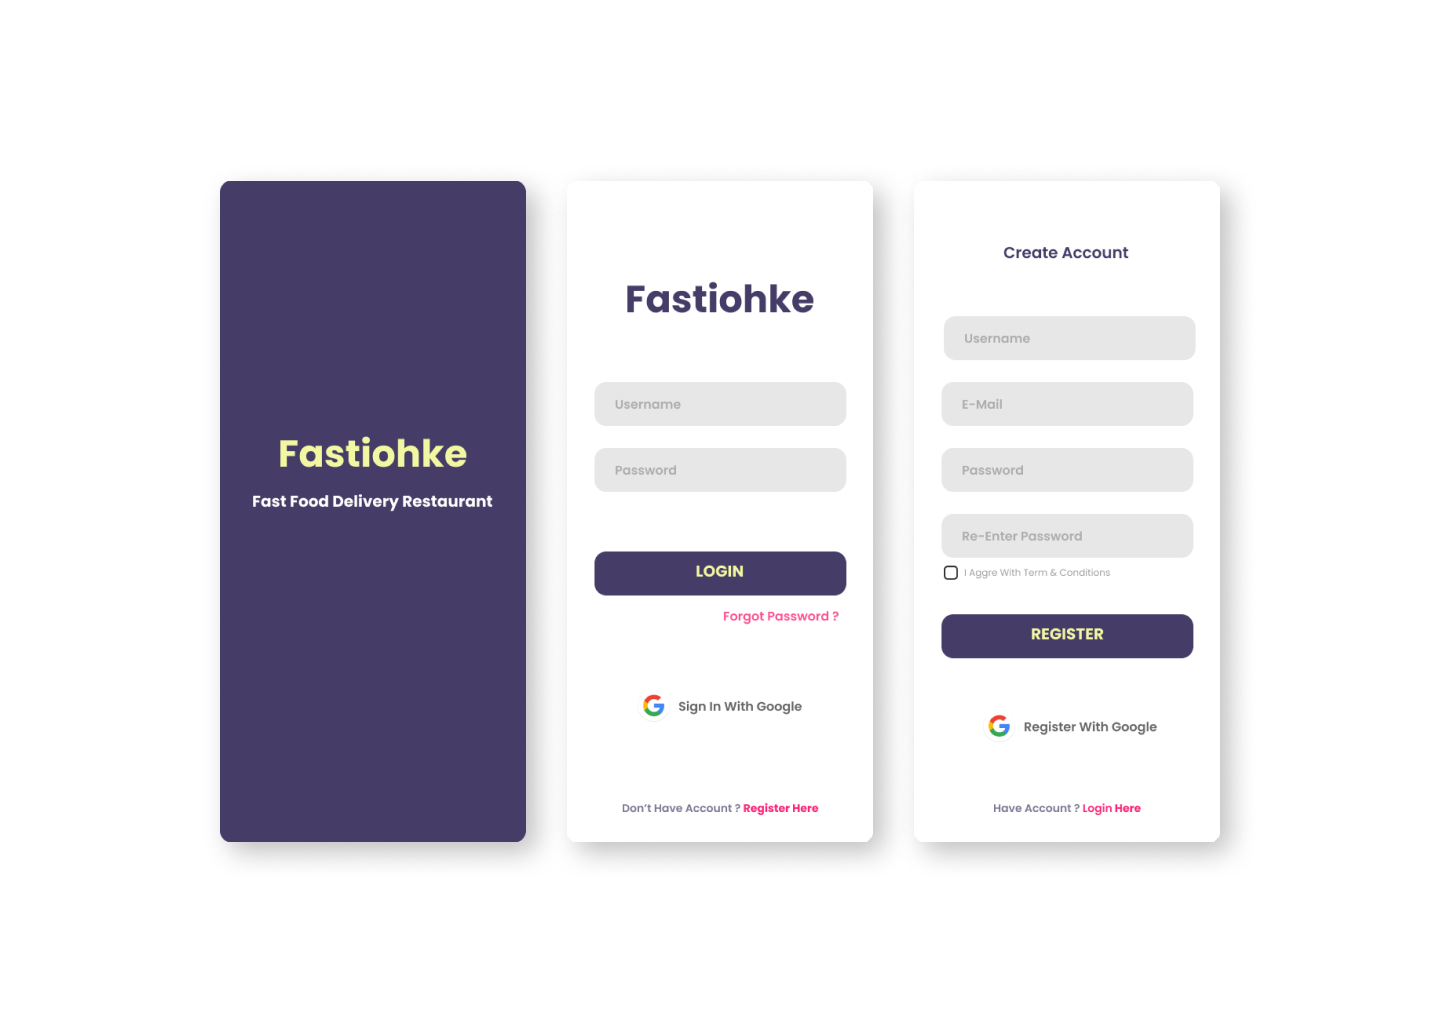 Fastiohke
Fast Food Delivery Restaurant
Fastiohke
Username
Password
LOGIN
Forgot Password ?
Sign In With Google
Don't Have Account ? Register Here
Create Account
Username
E-Mail
Password
Re-Enter Password
I Aggre With Term & Conditions
REGISTER
Register With Google
Have Account ? Login Here